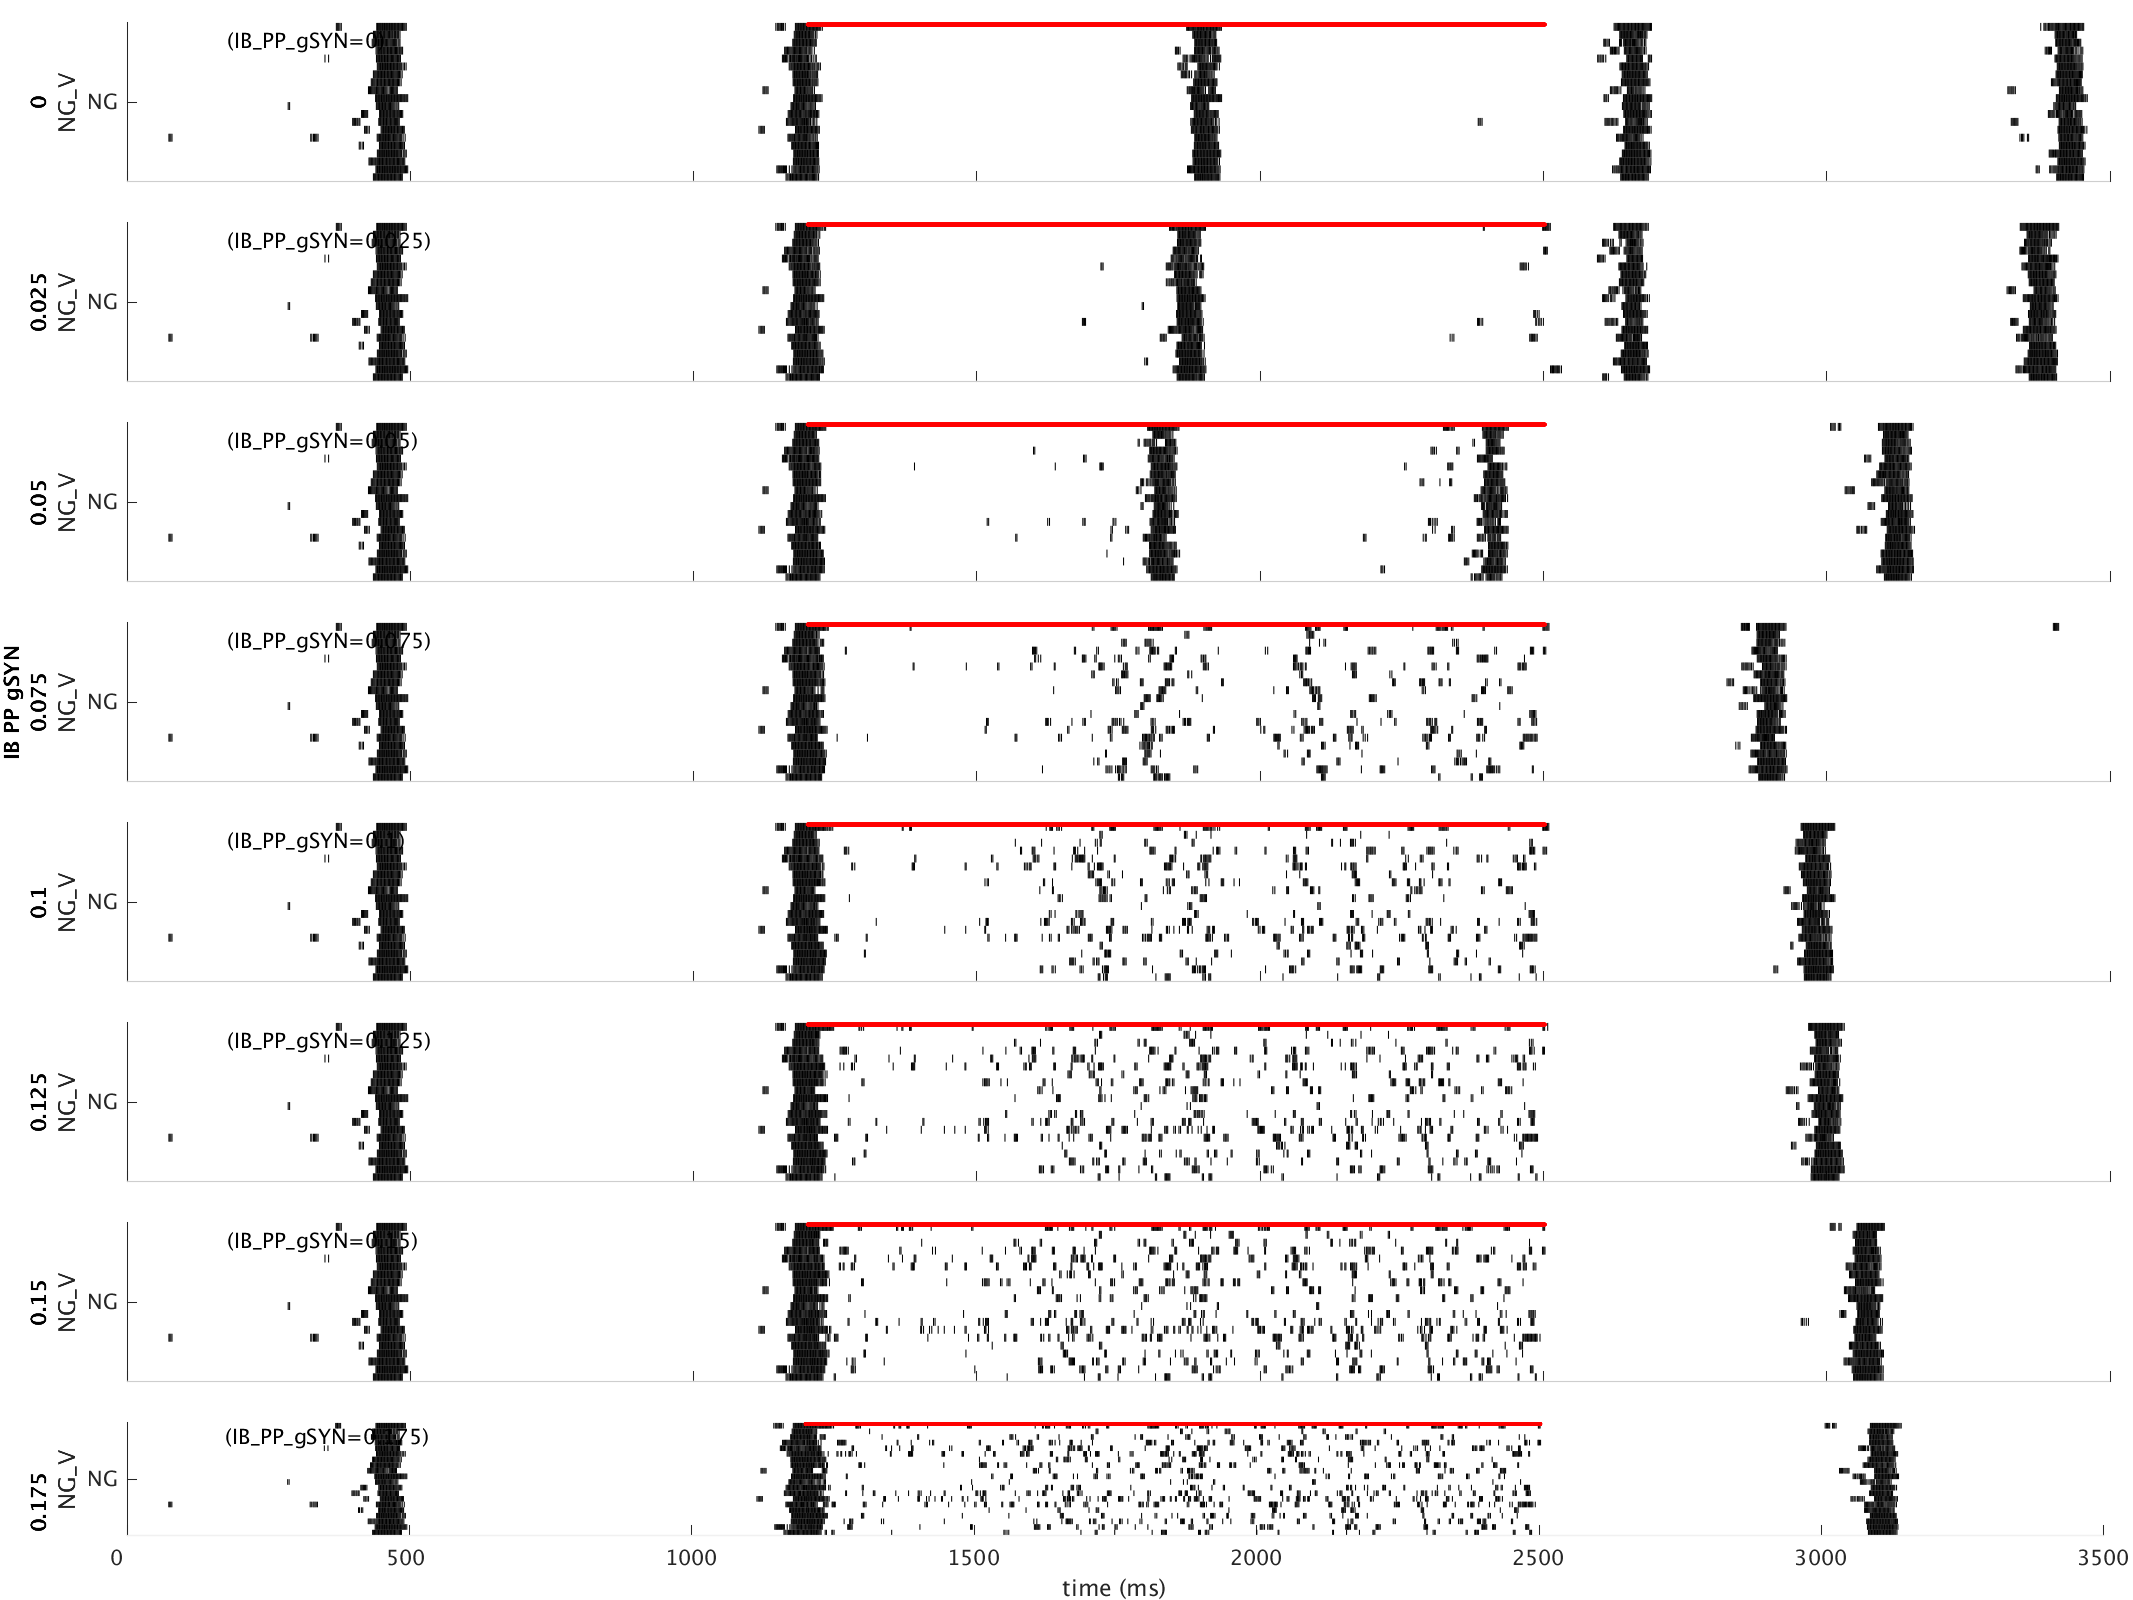 IB PP gSYN
0
NG_V
NG
(IB_PP_gSYN=0)
0.025
NG_V
NG
(IB_PP_gSYN=0.025)
0.05
NG_V
NG
(IB_PP_gSYN=0.05)
0.075
NG_V
NG
(IB_PP_gSYN=0.075)
0.1
NG_V
NG
(IB_PP_gSYN=0.1)
0.125
NG_V
NG
(IB_PP_gSYN=0.125)
0.15
NG_V
NG
(IB_PP_gSYN=0.15)
0.175
NG_V
NG
(IB_PP_gSYN=0.175)
0 500 1000 1500 2000 2500 3000 3500
time (ms)